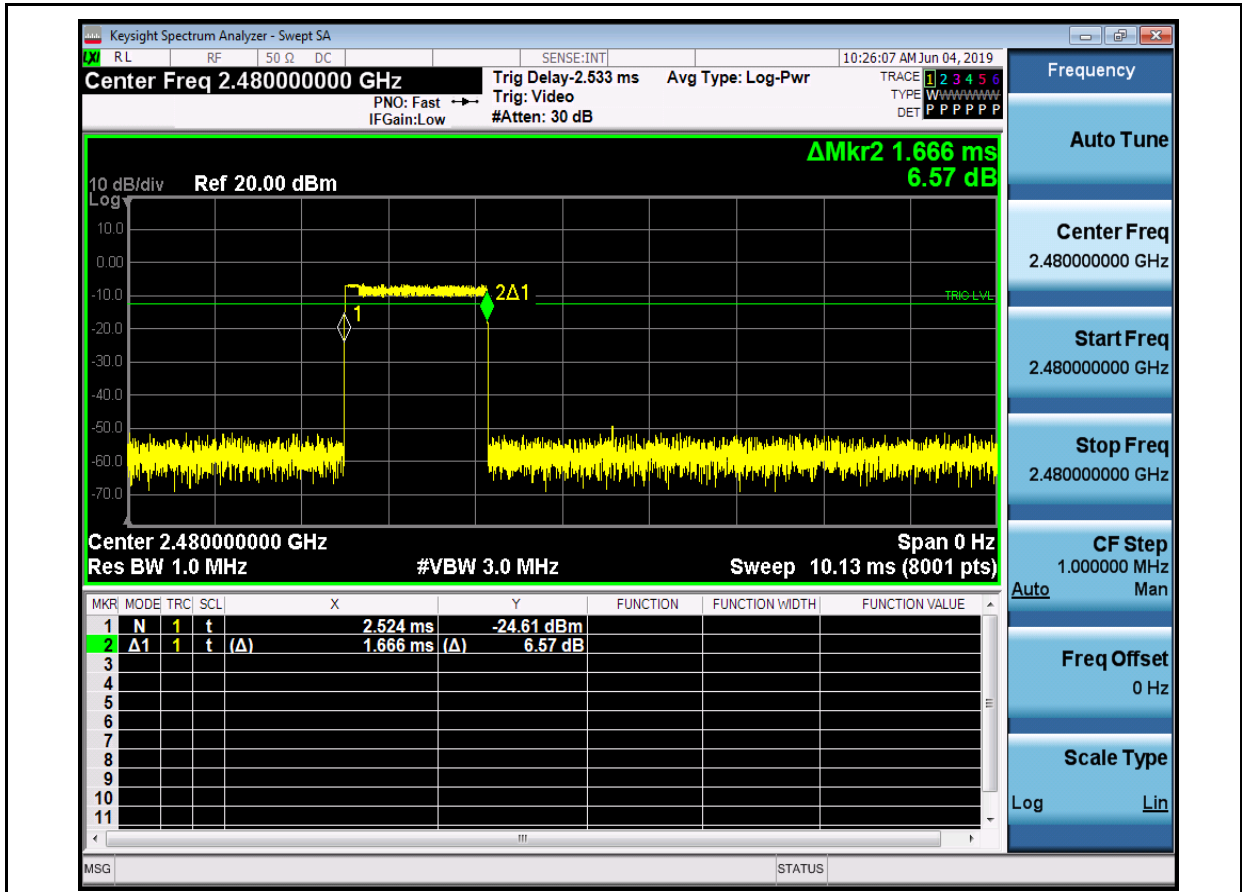 Keysight Spectrum Analyzer - Swept SA
LXI RL RF 50 Ω DC SENSE:INT 10:26:07 AM Jun 04, 2019
Center Freq 2.480000000 GHz
PNO: Fast
IFGain:Low
Trig Delay-2.533 ms
Trig: Video
#Atten: 30 dB
Avg Type: Log-Pwr
TRACE 1 2 3 4 5 6
TYPE WWWWWW
DET P P P P P P
ΔMkr2 1.666 ms
6.57 dB
10 dB/div Ref 20.00 dBm
Log
10.0
0.00
-10.0
-20.0
-30.0
-40.0
-50.0
-60.0
-70.0
1
2Δ1
TRIG LVL
Center 2.480000000 GHz Span 0 Hz
Res BW 1.0 MHz #VBW 3.0 MHz Sweep 10.13 ms (8001 pts)
MKR MODE TRC SCL X Y FUNCTION FUNCTION WIDTH FUNCTION VALUE
1 N 1 t 2.524 ms -24.61 dBm
2 Δ1 1 t (Δ) 1.666 ms (Δ) 6.57 dB
3
4
5
6
7
8
9
10
11
MSG STATUS
Frequency
Auto Tune
Center Freq
2.480000000 GHz
Start Freq
2.480000000 GHz
Stop Freq
2.480000000 GHz
CF Step
1.000000 MHz
Auto Man
Freq Offset
0 Hz
Scale Type
Log Lin